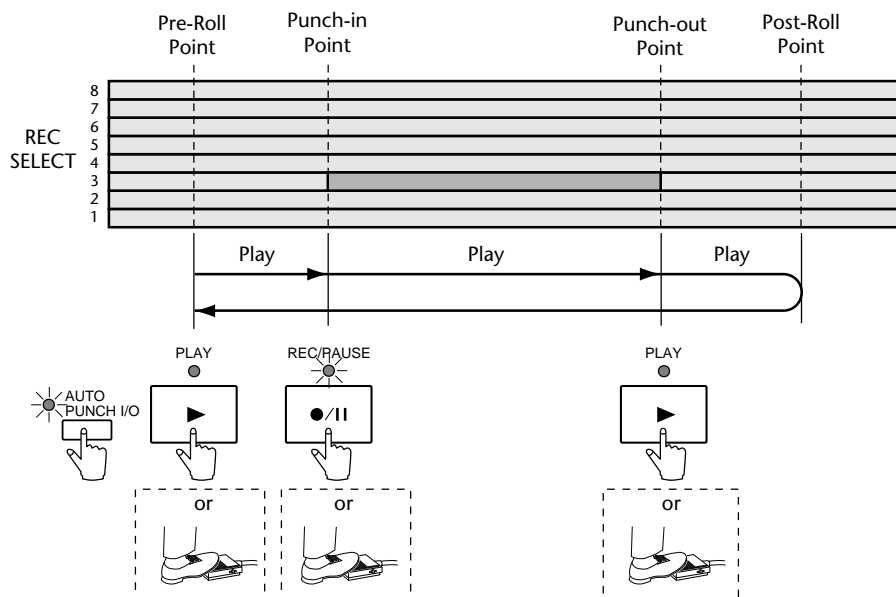 Pre-Roll Point
Punch-in Point
Punch-out Point
Post-Roll Point
REC SELECT
8
7
6
5
4
3
2
1
Play
Play
Play
PLAY
REC/PAUSE
PLAY
AUTO PUNCH I/O
or
or
or